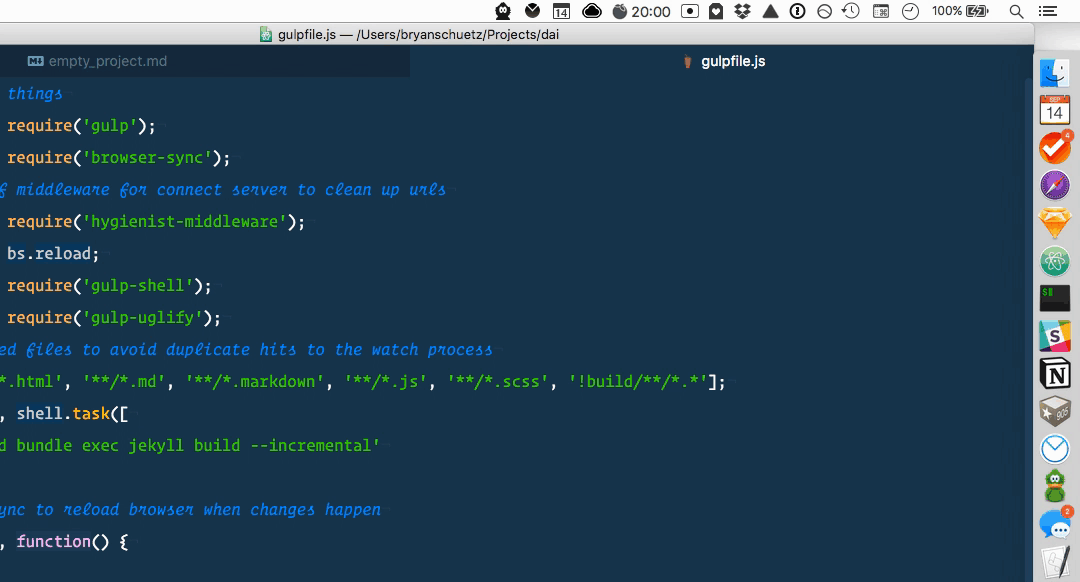 14 20:00 100%
gulpfile.js — /Users/bryanschuetz/Projects/dai
empty_project.md gulpfile.js
things
require('gulp');
require('browser-sync');
f middleware for connect server to clean up urls
require('hygienist-middleware');
bs.reload;
require('gulp-shell');
require('gulp-uglify');
ed files to avoid duplicate hits to the watch process
*.html', '**/*.md', '**/*.markdown', '**/*.js', '**/*.scss', '!build/**/*.*'];
, shell.task([
d bundle exec jekyll build --incremental'
ync to reload browser when changes happen
, function() {
SEP
14
4
$
S
N
905
2